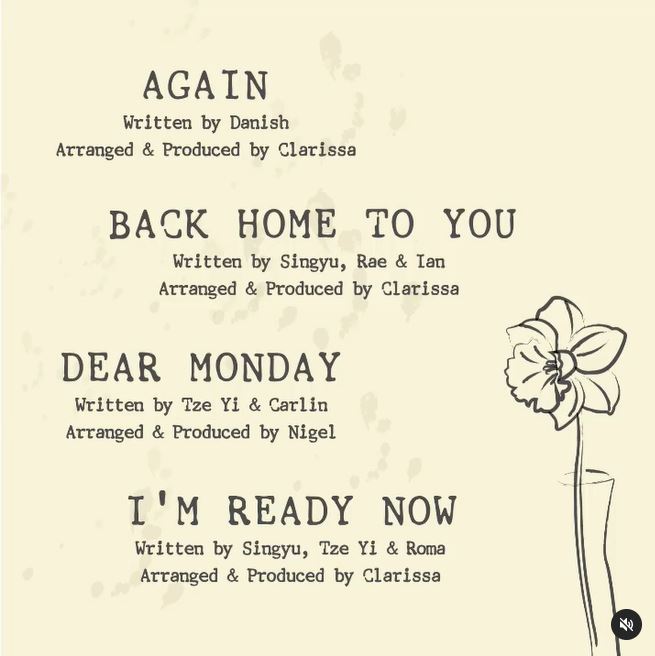 AGAIN
Written by Danish
Arranged & Produced by Clarissa
BACK HOME TO YOU
Written by Singyu, Rae & Ian
Arranged & Produced by Clarissa
DEAR MONDAY
Written by Tze Yi & Carlin
Arranged & Produced by Nigel
I'M READY NOW
Written by Singyu, Tze Yi & Roma
Arranged & Produced by Clarissa